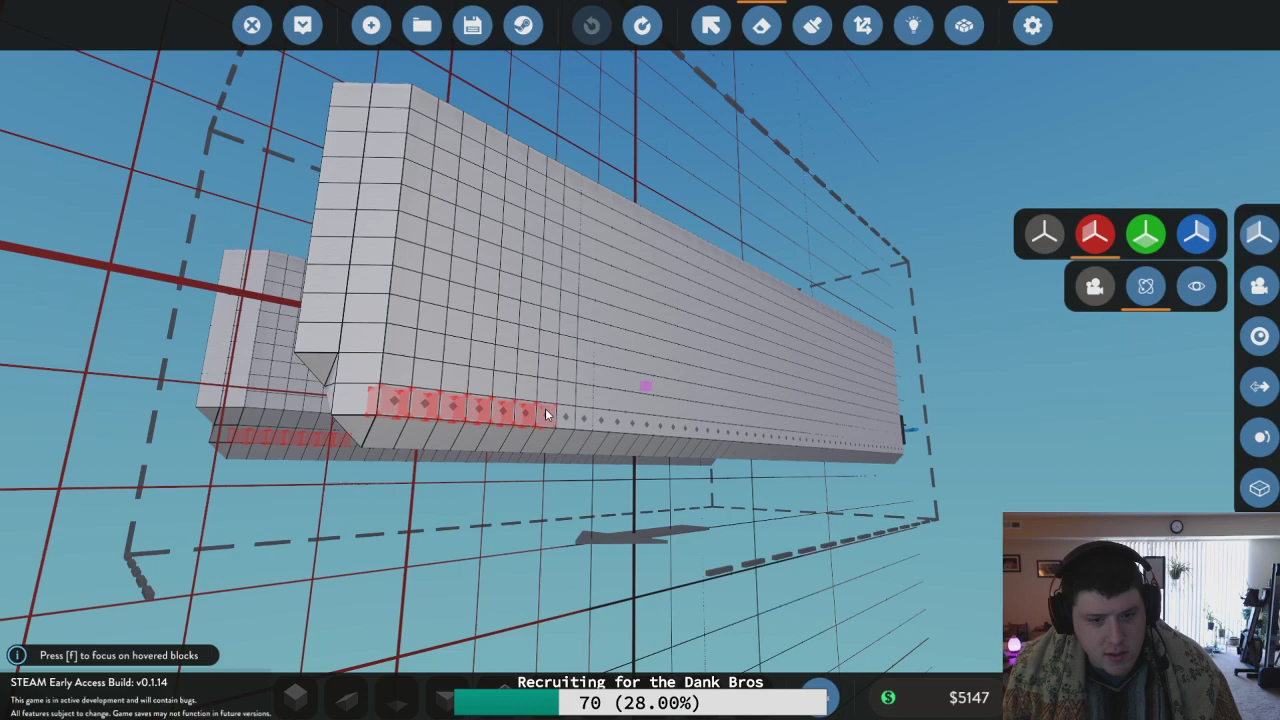 Press [f] to focus on hovered blocks
STEAM Early Access Build: v0.1.14
This game is in active development and will contain bugs.
All features subject to change. Game saves may not function in future versions.
Recruiting for the Dank Bros
70 (28.00%)
$5147